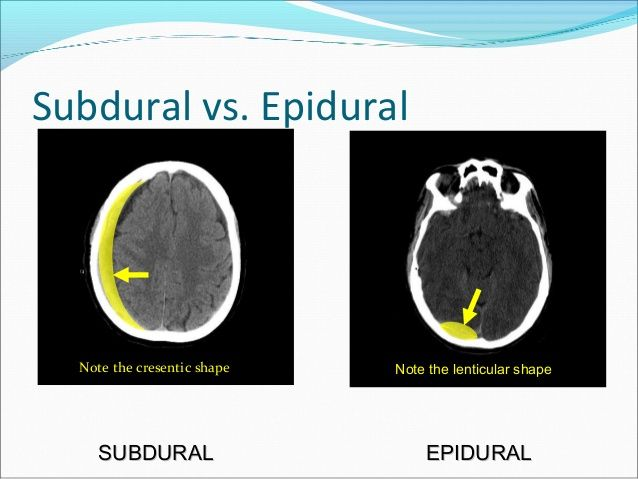 Subdural vs. Epidural
Note the cresentic shape
Note the lenticular shape
SUBDURAL
EPIDURAL